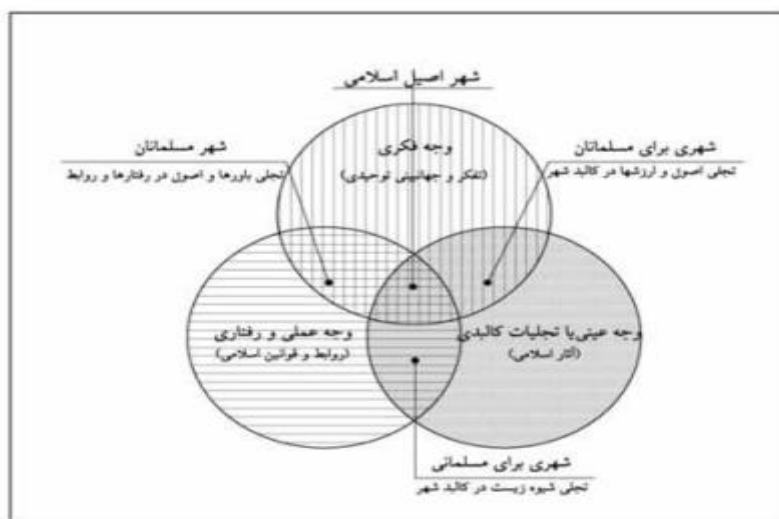 شهر اصیل اسلامی
شهری برای مسلمانان
تجلی اصول و ارزشها در کالبد شهر
شهر مسلمانان
تجلی باورها و اصول در رفتارها و روابط
وجه فکری
(تفکر و جهانبینی توحیدی)
وجه عینی یا تجلیات کالبدی
(آثار اسلامی)
وجه عملی و رفتاری
(روابط و قوانین اسلامی)
شهری برای مسلمانی
تجلی شیوه زیست در کالبد شهر